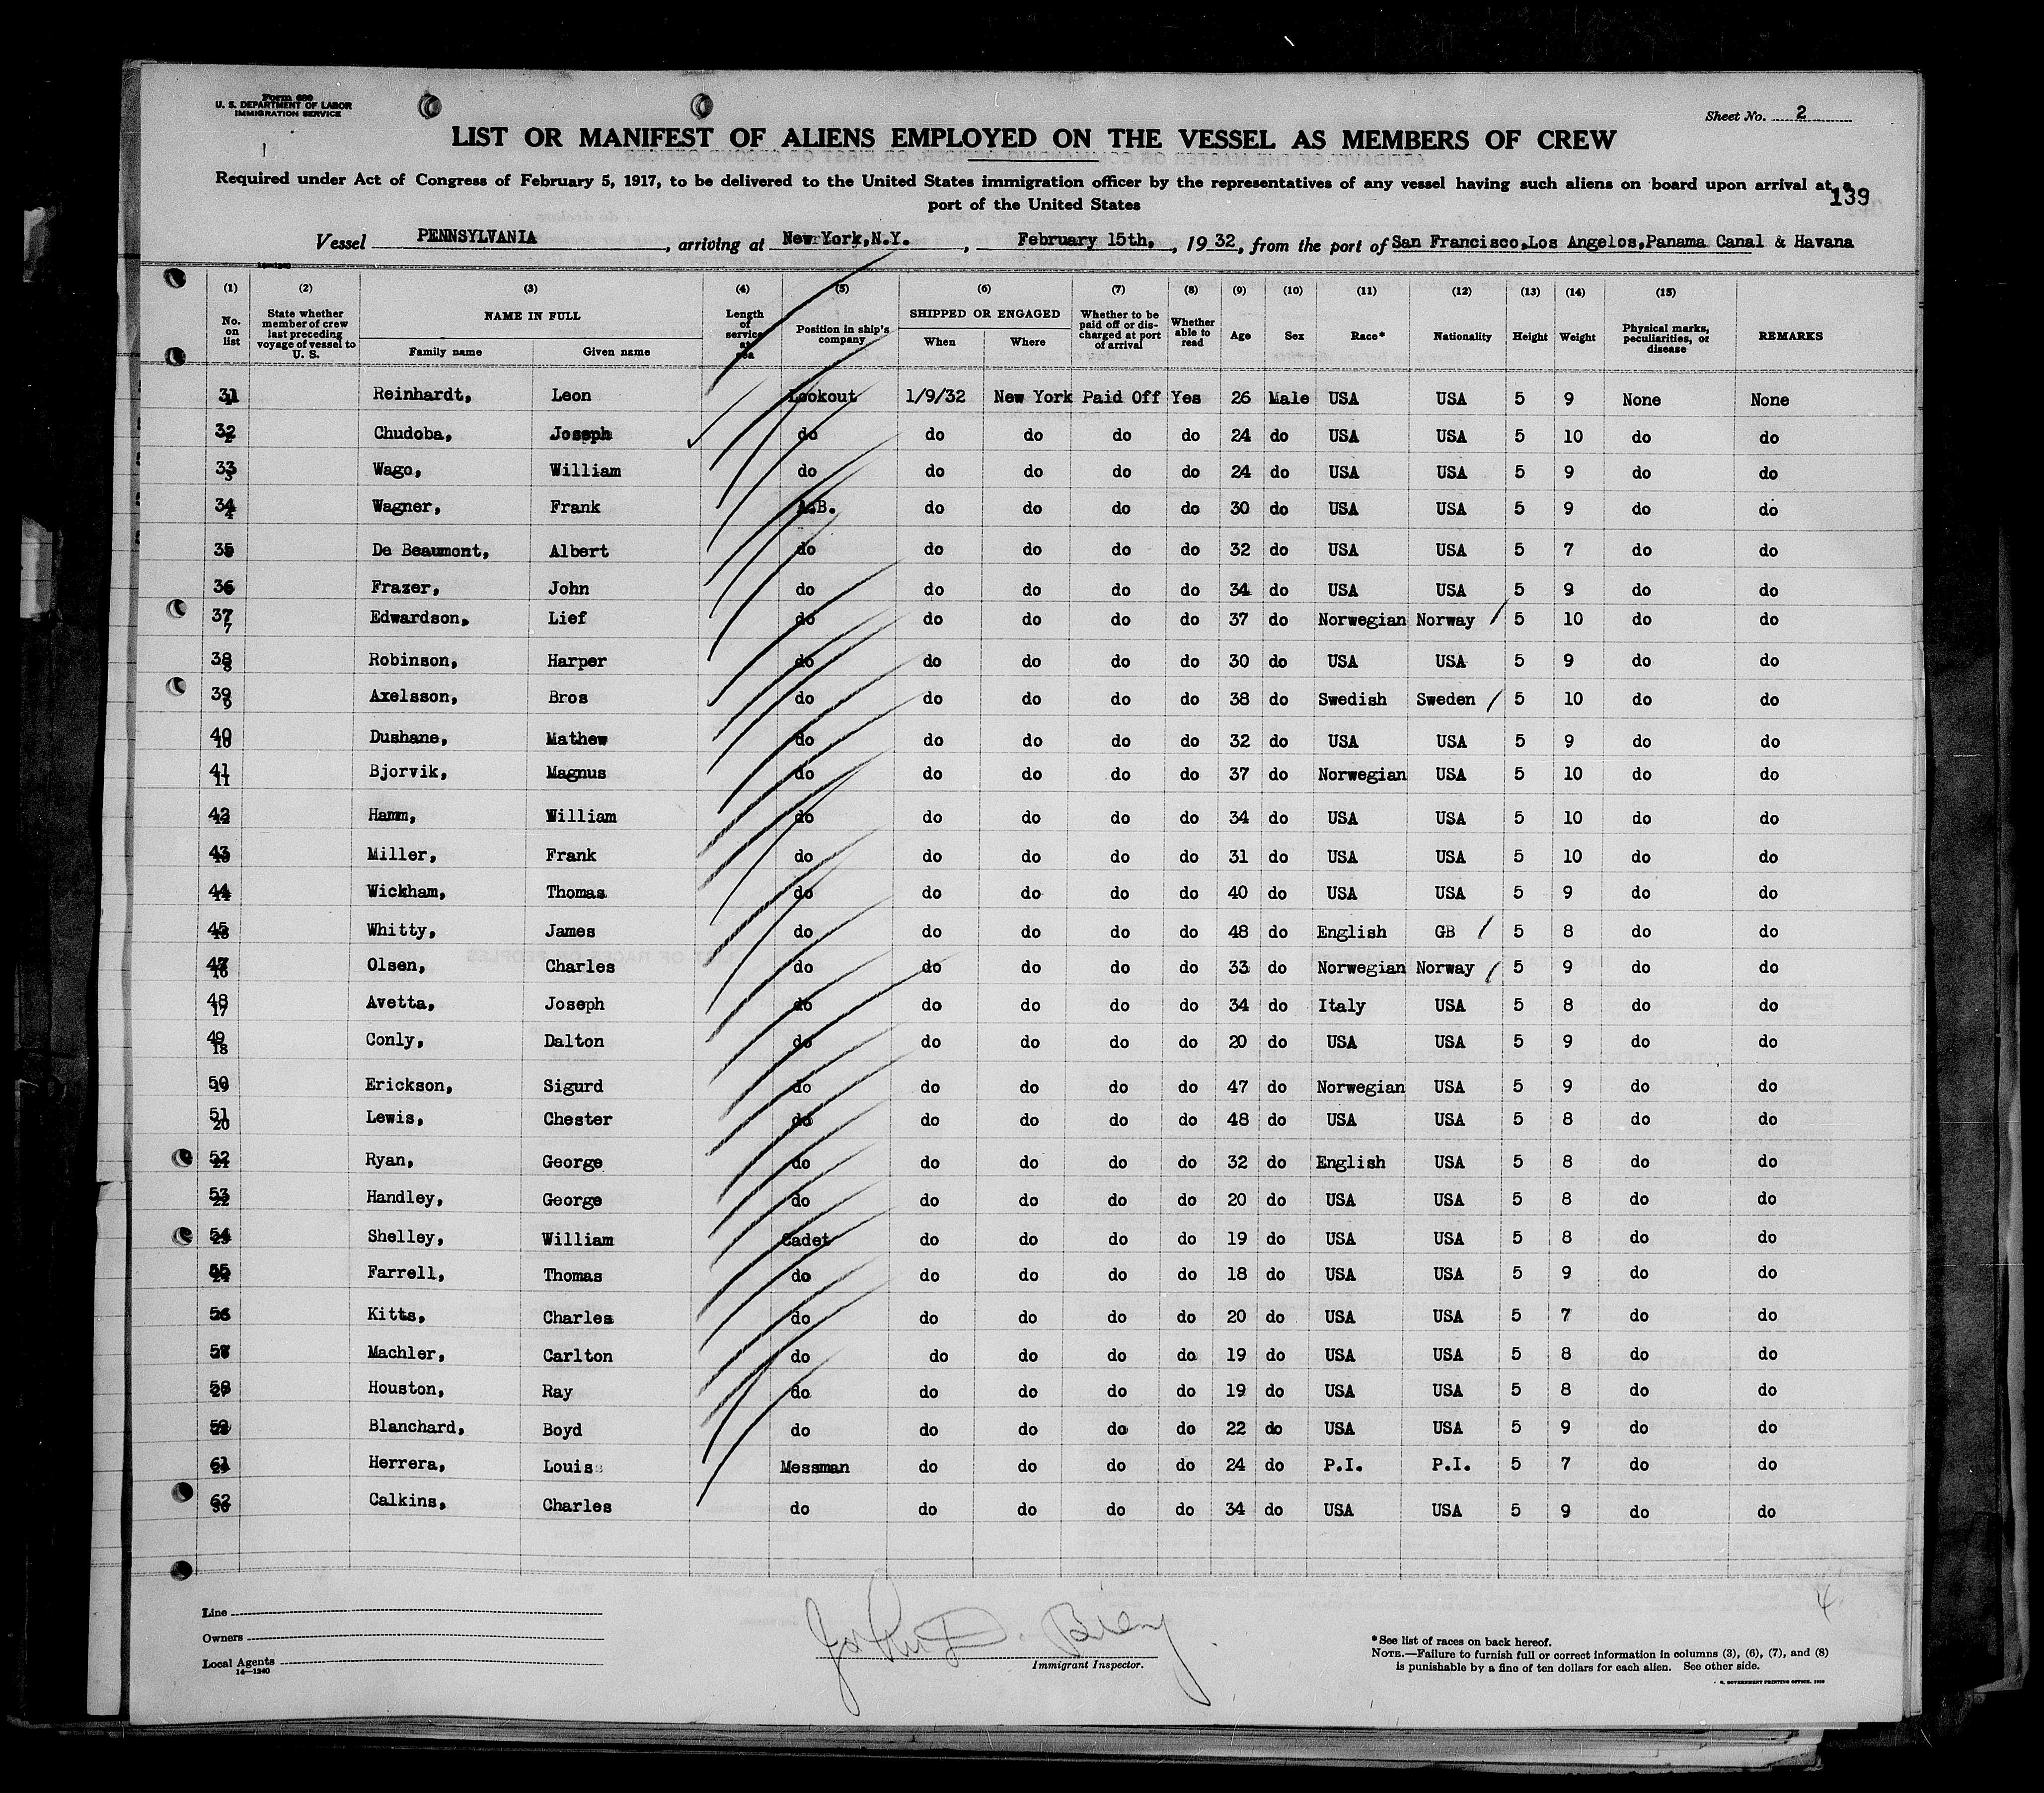 Form 680
U. S. DEPARTMENT OF LABOR
IMMIGRATION SERVICE
Sheet No. 2
LIST OR MANIFEST OF ALIENS EMPLOYED ON THE VESSEL AS MEMBERS OF CREW
Required under Act of Congress of February 5, 1917, to be delivered to the United States immigration officer by the representatives of any vessel having such aliens on board upon arrival at a
port of the United States
139
Vessel PENNSYLVANIA, arriving at New York, N.Y., February 15th, 1932, from the port of San Francisco, Los Angelos, Panama Canal & Havana
14—1240
(1) (2) (3) (4) (5) (6) (7) (8) (9) (10) (11) (12) (13) (14) (15)
No. on list | State whether member of crew last preceding voyage of vessel to U. S. | NAME IN FULL | Family name | Given name | Length of service at sea | Position in ship's company | SHIPPED OR ENGAGED | When | Where | Whether to be paid off or discharged at port of arrival | Whether able to read | Age | Sex | Race* | Nationality | Height | Weight | Physical marks, peculiarities, or disease | REMARKS
31 Reinhardt, Leon Lookout 1/9/32 New York Paid Off Yes 26 Male USA USA 5 9 None None
32 Chudoba, Joseph do do do do do 24 do USA USA 5 10 do do
33 Wago, William do do do do do 24 do USA USA 5 9 do do
34 Wagner, Frank A.B. do do do do 30 do USA USA 5 9 do do
35 De Beaumont, Albert do do do do do 32 do USA USA 5 7 do do
36 Frazer, John do do do do do 34 do USA USA 5 9 do do
37 Edwardson, Lief do do do do do 37 do Norwegian Norway 5 10 do do
38 Robinson, Harper do do do do do 30 do USA USA 5 9 do do
39 Axelsson, Bros do do do do do 38 do Swedish Sweden 5 10 do do
40 Dushane, Mathew do do do do do 32 do USA USA 5 9 do do
41 Bjorvik, Magnus do do do do do 37 do Norwegian USA 5 10 do do
42 Hamm, William do do do do do 34 do USA USA 5 10 do do
43 Miller, Frank do do do do do 31 do USA USA 5 10 do do
44 Wickham, Thomas do do do do do 40 do USA USA 5 9 do do
45 Whitty, James do do do do do 48 do English GB 5 8 do do
47 Olsen, Charles do do do do do 33 do Norwegian Norway 5 9 do do
48 Avetta, Joseph do do do do do 34 do Italy USA 5 8 do do
49 Conly, Dalton do do do do do 20 do USA USA 5 9 do do
50 Erickson, Sigurd do do do do do 47 do Norwegian USA 5 9 do do
51 Lewis, Chester do do do do do 48 do USA USA 5 8 do do
52 Ryan, George do do do do do 32 do English USA 5 8 do do
53 Handley, George do do do do do 20 do USA USA 5 8 do do
54 Shelley, William Cadet do do do do 19 do USA USA 5 8 do do
55 Farrell, Thomas do do do do do 18 do USA USA 5 9 do do
56 Kitts, Charles do do do do do 20 do USA USA 5 7 do do
57 Machler, Carlton do do do do do 19 do USA USA 5 8 do do
58 Houston, Ray do do do do do 19 do USA USA 5 8 do do
59 Blanchard, Boyd do do do do do 22 do USA USA 5 9 do do
61 Herrera, Louis Messman do do do do 24 do P.I. P.I. 5 7 do do
62 Calkins, Charles do do do do do 34 do USA USA 5 9 do do
4
Line
Owners
Local Agents
14—1240
Immigrant Inspector.
*See list of races on back hereof.
NOTE.—Failure to furnish full or correct information in columns (3), (6), (7), and (8)
is punishable by a fine of ten dollars for each alien. See other side.